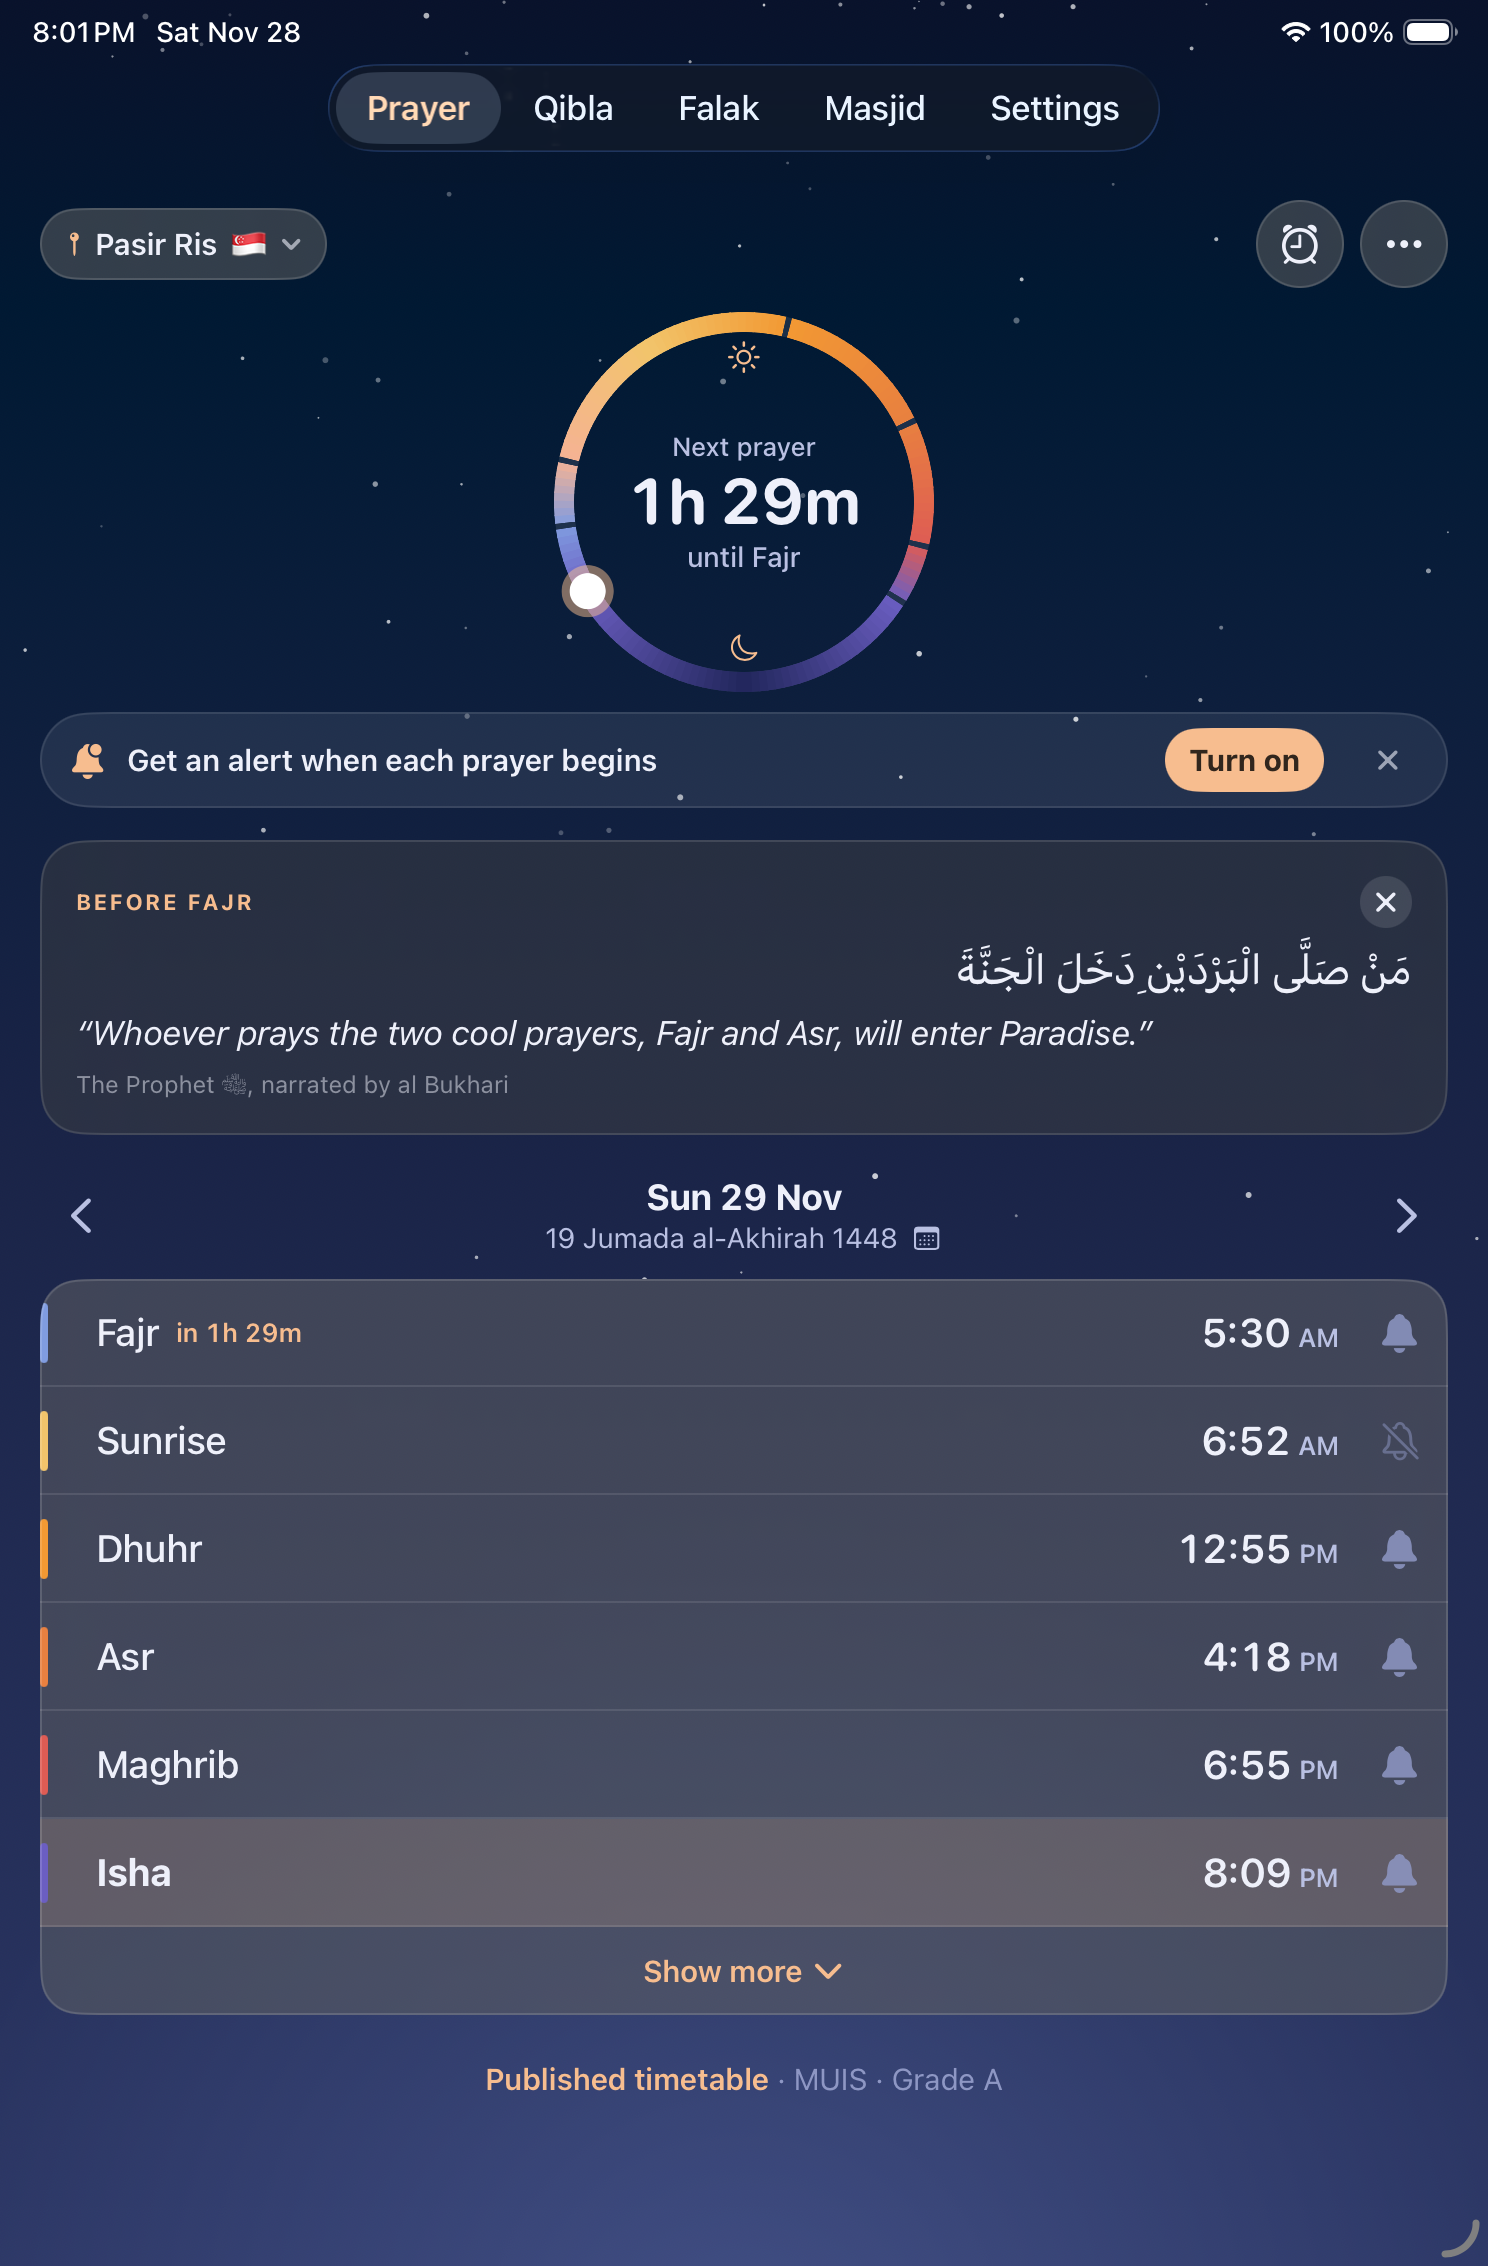 8:01 PM Sat Nov 28 100%
Prayer Qibla Falak Masjid Settings
Pasir Ris
Next prayer
1h 29m
until Fajr
Get an alert when each prayer begins Turn on
BEFORE FAJR
مَنْ صَلَّى الْبَرْدَيْنِ دَخَلَ الْجَنَّةَ
“Whoever prays the two cool prayers, Fajr and Asr, will enter Paradise.”
The Prophet ﷺ, narrated by al Bukhari
Sun 29 Nov
19 Jumada al-Akhirah 1448
Fajr in 1h 29m 5:30 AM
Sunrise 6:52 AM
Dhuhr 12:55 PM
Asr 4:18 PM
Maghrib 6:55 PM
Isha 8:09 PM
Show more
Published timetable · MUIS · Grade A